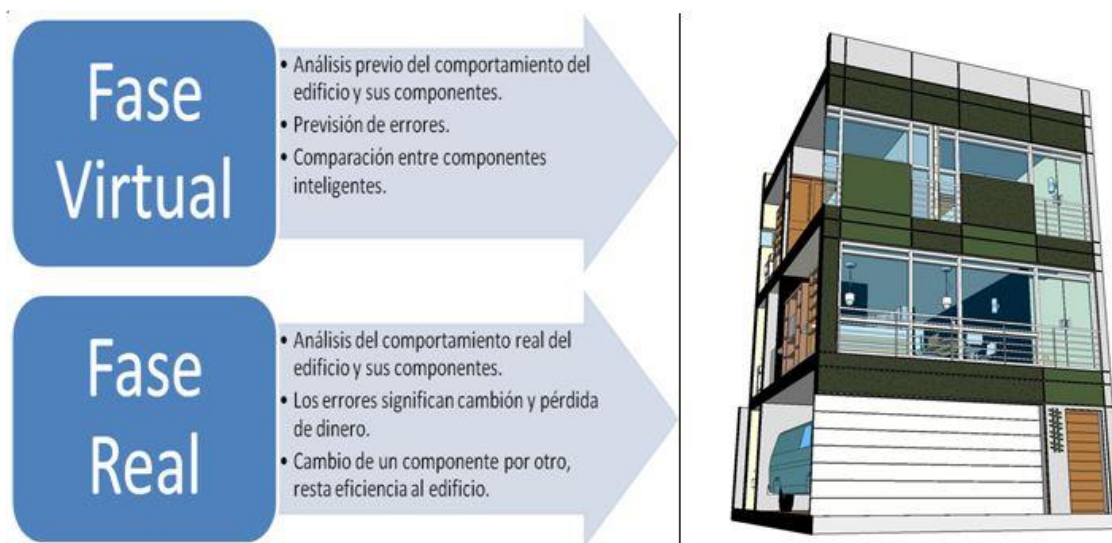 Fase
Virtual
• Análisis previo del comportamiento del
edificio y sus componentes.
• Previsión de errores.
• Comparación entre componentes
inteligentes.
Fase
Real
• Análisis del comportamiento real del
edificio y sus componentes.
• Los errores significan cambión y pérdida
de dinero.
• Cambio de un componente por otro,
resta eficiencia al edificio.